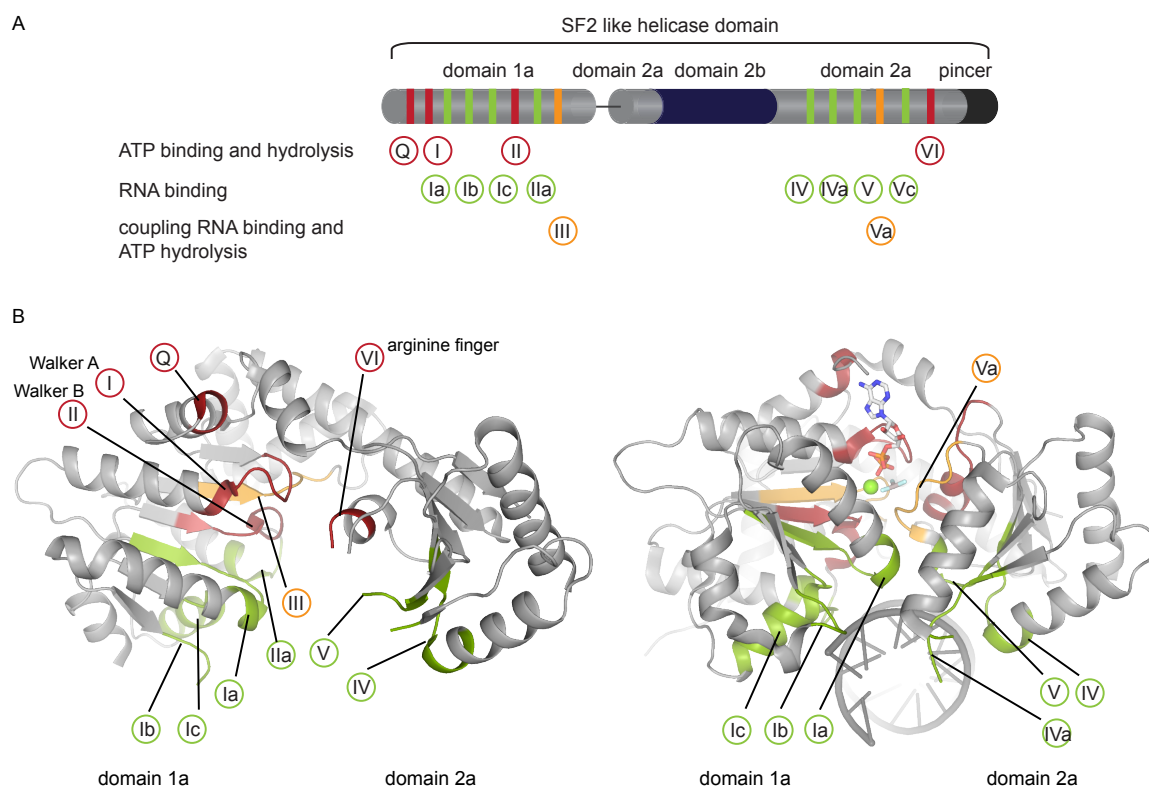 A
SF2 like helicase domain
domain 1a domain 2a domain 2b domain 2a pincer
ATP binding and hydrolysis Q I II VI
RNA binding Ia Ib Ic IIa IV IVa V Vc
coupling RNA binding and
ATP hydrolysis III Va
B
Walker A I
Walker B II
Q
VI arginine finger
III
IIa
Ia
Ic
Ib
V
IV
domain 1a domain 2a
Va
Ic Ib Ia
V IV
IVa
domain 1a domain 2a